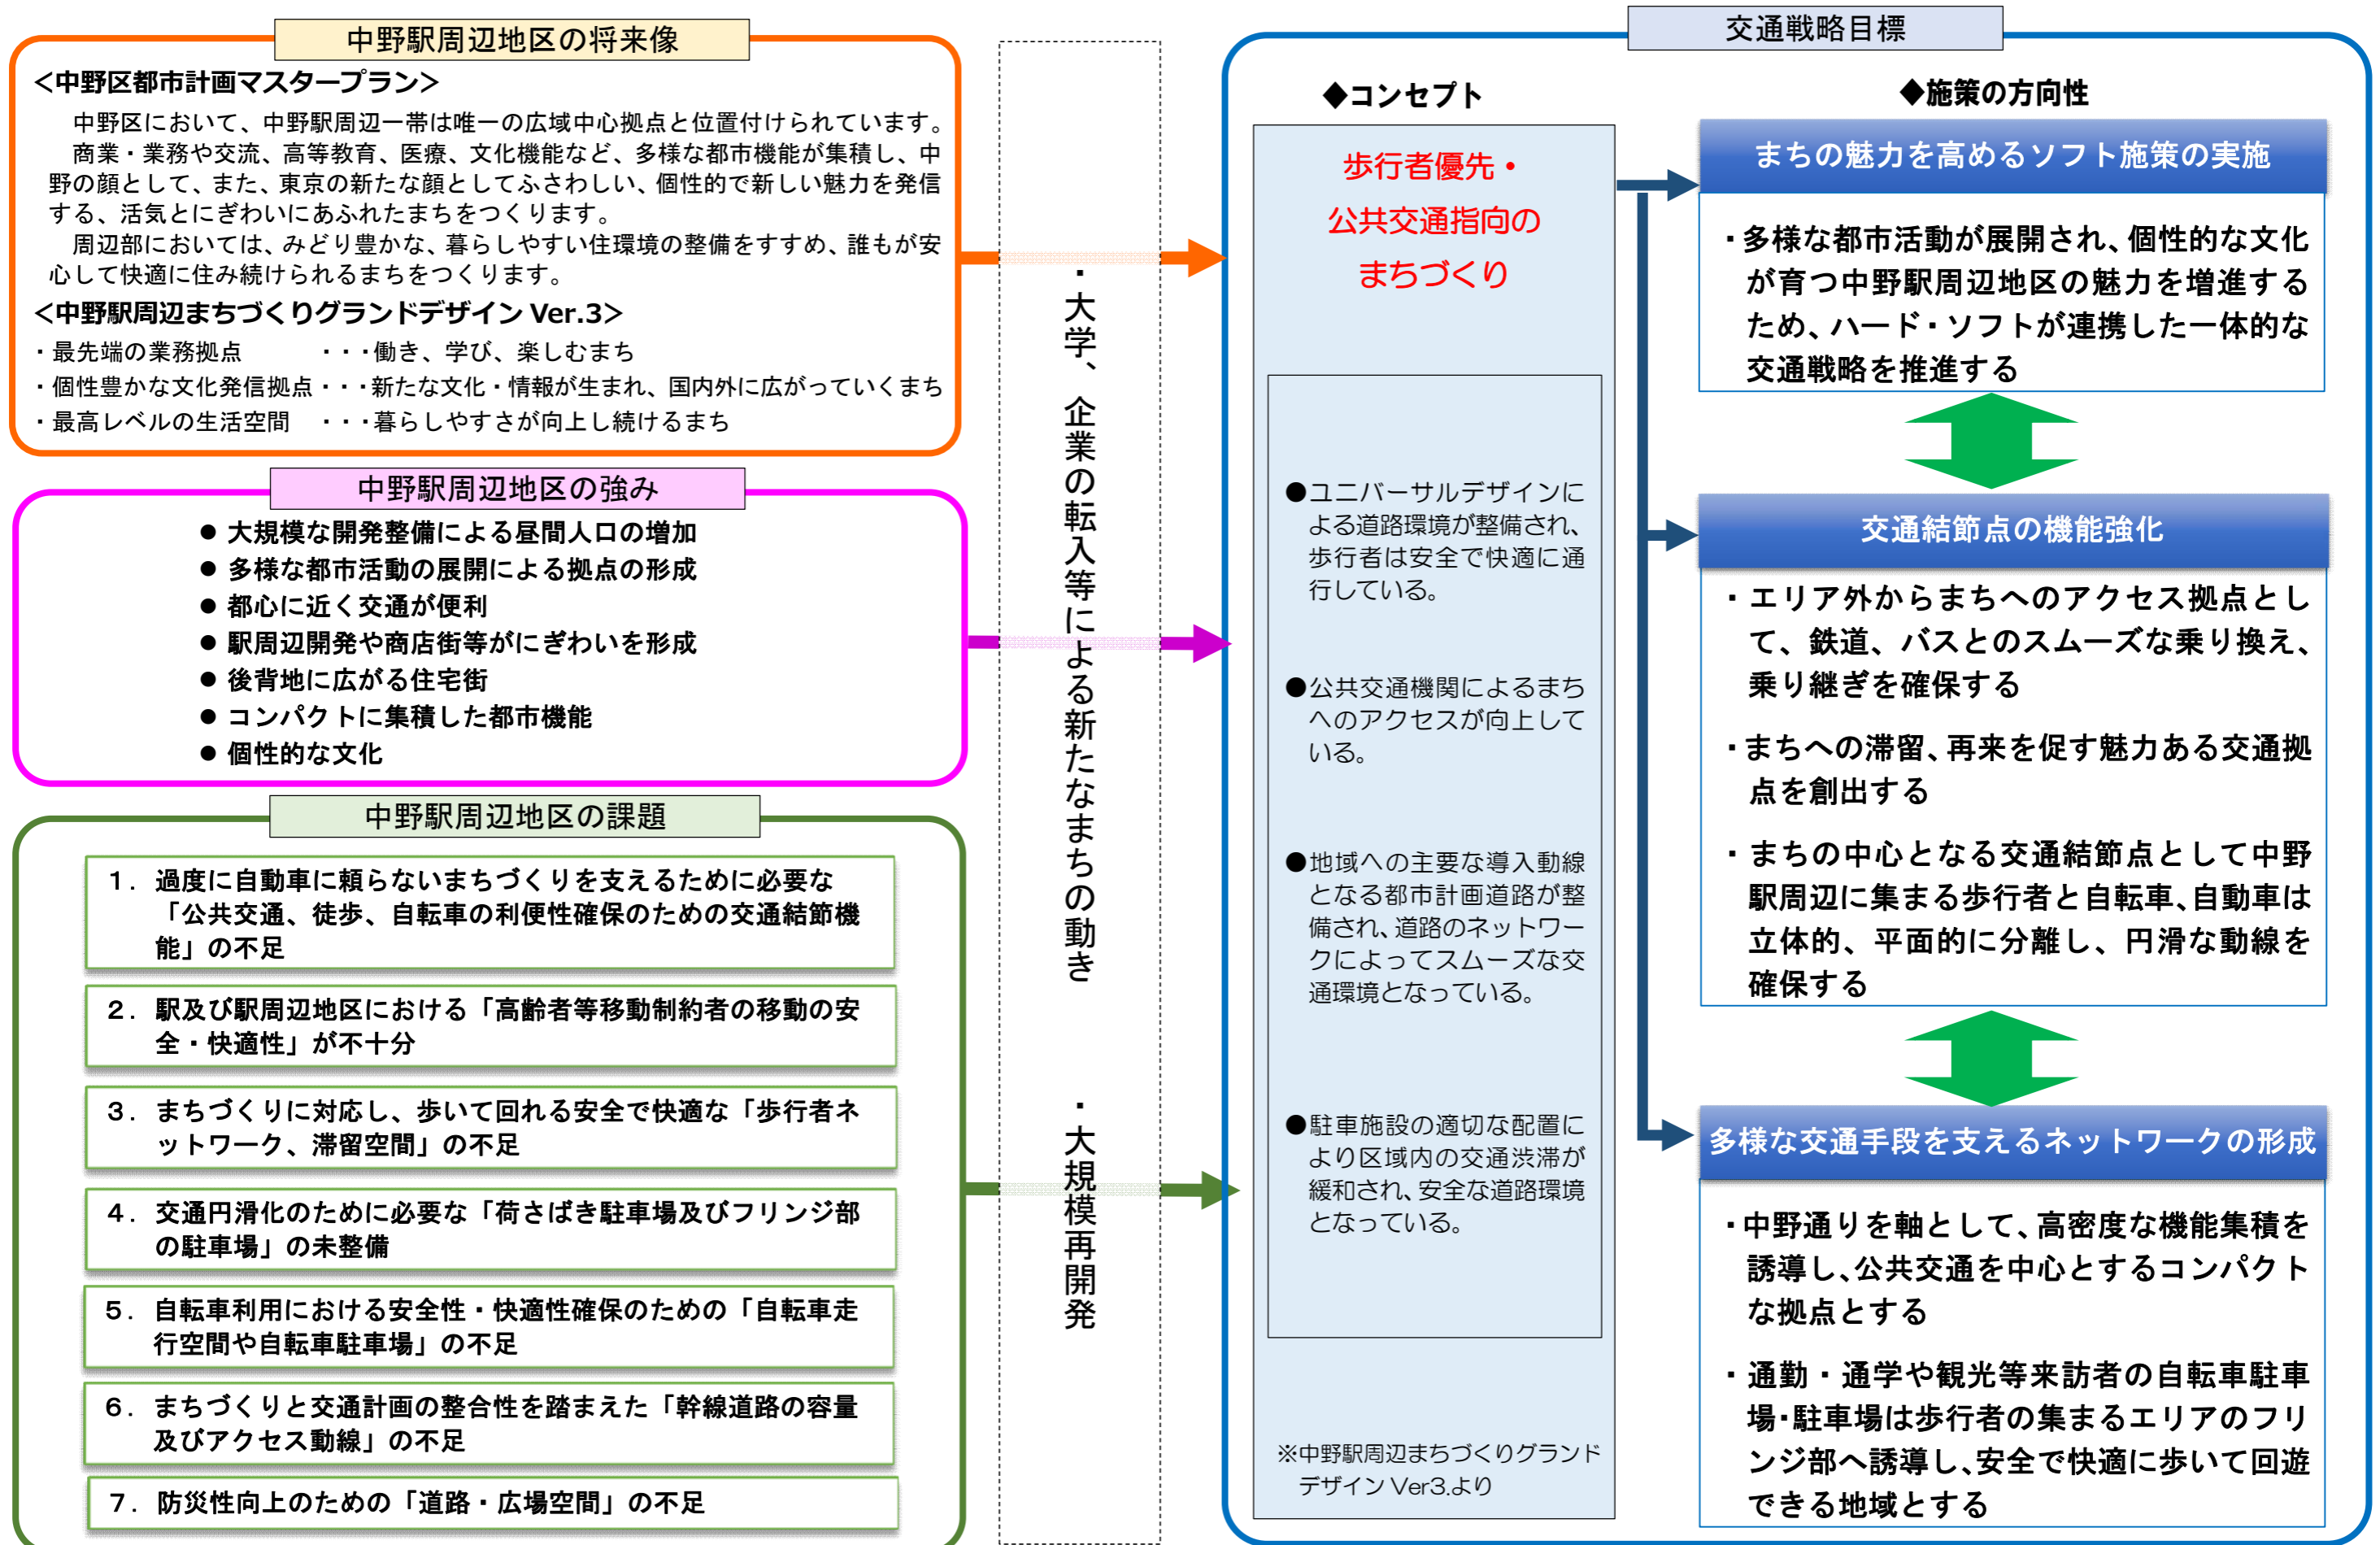 中野駅周辺地区の将来像
<中野区都市計画マスタープラン>
中野区において、中野駅周辺一帯は唯一の広域中心拠点と位置付けられています。
商業・業務や交流、高等教育、医療、文化機能など、多様な都市機能が集積し、中
野の顔として、また、東京の新たな顔としてふさわしい、個性的で新しい魅力を発信
する、活気とにぎわいにあふれたまちをつくります。
周辺部においては、みどり豊かな、暮らしやすい住環境の整備をすすめ、誰もが安
心して快適に住み続けられるまちをつくります。
<中野駅周辺まちづくりグランドデザイン Ver.3>
・最先端の業務拠点 ・・・働き、学び、楽しむまち
・個性豊かな文化発信拠点・・・新たな文化・情報が生まれ、国内外に広がっていくまち
・最高レベルの生活空間 ・・・暮らしやすさが向上し続けるまち
中野駅周辺地区の強み
● 大規模な開発整備による昼間人口の増加
● 多様な都市活動の展開による拠点の形成
● 都心に近く交通が便利
● 駅周辺開発や商店街等がにぎわいを形成
● 後背地に広がる住宅街
● コンパクトに集積した都市機能
● 個性的な文化
中野駅周辺地区の課題
1．過度に自動車に頼らないまちづくりを支えるために必要な
「公共交通、徒歩、自転車の利便性確保のための交通結節機
能」の不足
2．駅及び駅周辺地区における「高齢者等移動制約者の移動の安
全・快適性」が不十分
3．まちづくりに対応し、歩いて回れる安全で快適な「歩行者ネ
ットワーク、滞留空間」の不足
4．交通円滑化のために必要な「荷さばき駐車場及びフリンジ部
の駐車場」の未整備
5．自転車利用における安全性・快適性確保のための「自転車走
行空間や自転車駐車場」の不足
6．まちづくりと交通計画の整合性を踏まえた「幹線道路の容量
及びアクセス動線」の不足
7．防災性向上のための「道路・広場空間」の不足
・大学、企業の転入等による新たなまちの動き
・大規模再開発
交通戦略目標
◆コンセプト
歩行者優先・
公共交通指向の
まちづくり
●ユニバーサルデザインに
よる道路環境が整備され、
歩行者は安全で快適に通
行している。
●公共交通機関によるまち
へのアクセスが向上して
いる。
●地域への主要な導入動線
となる都市計画道路が整
備され、道路のネットワー
クによってスムーズな交
通環境となっている。
●駐車施設の適切な配置に
より区域内の交通渋滞が
緩和され、安全な道路環境
となっている。
※中野駅周辺まちづくりグランド
デザイン Ver3.より
◆施策の方向性
まちの魅力を高めるソフト施策の実施
・多様な都市活動が展開され、個性的な文化
が育つ中野駅周辺地区の魅力を増進する
ため、ハード・ソフトが連携した一体的な
交通戦略を推進する
交通結節点の機能強化
・エリア外からまちへのアクセス拠点とし
て、鉄道、バスとのスムーズな乗り換え、
乗り継ぎを確保する
・まちへの滞留、再来を促す魅力ある交通拠
点を創出する
・まちの中心となる交通結節点として中野
駅周辺に集まる歩行者と自転車、自動車は
立体的、平面的に分離し、円滑な動線を
確保する
多様な交通手段を支えるネットワークの形成
・中野通りを軸として、高密度な機能集積を
誘導し、公共交通を中心とするコンパクト
な拠点とする
・通勤・通学や観光等来訪者の自転車駐車
場・駐車場は歩行者の集まるエリアのフリ
ンジ部へ誘導し、安全で快適に歩いて回遊
できる地域とする